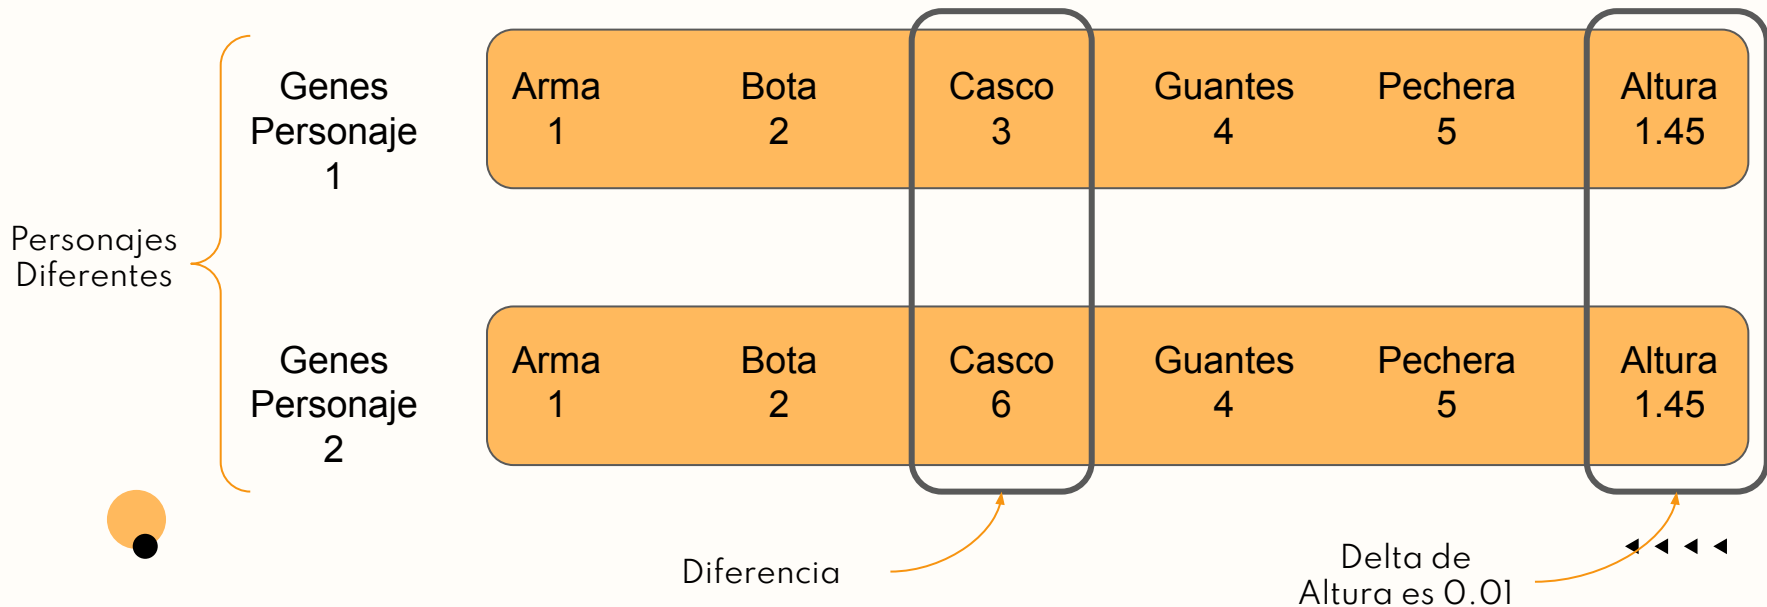 Personajes
Diferentes
Genes
Personaje
1
Arma Bota Casco Guantes Pechera Altura
1 2 3 4 5 1.45
Genes
Personaje
2
Arma Bota Casco Guantes Pechera Altura
1 2 6 4 5 1.45
Diferencia
Delta de
Altura es 0.01